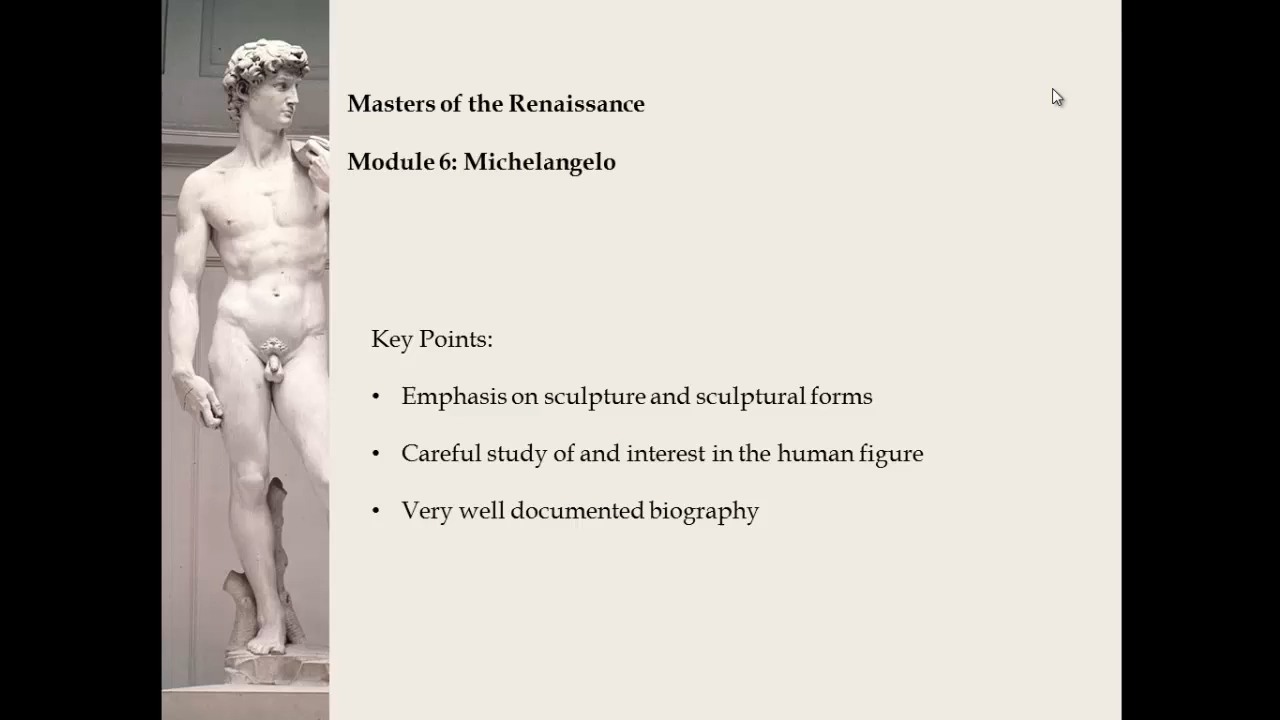 Masters of the Renaissance
Module 6: Michelangelo
Key Points:
• Emphasis on sculpture and sculptural forms
• Careful study of and interest in the human figure
• Very well documented biography